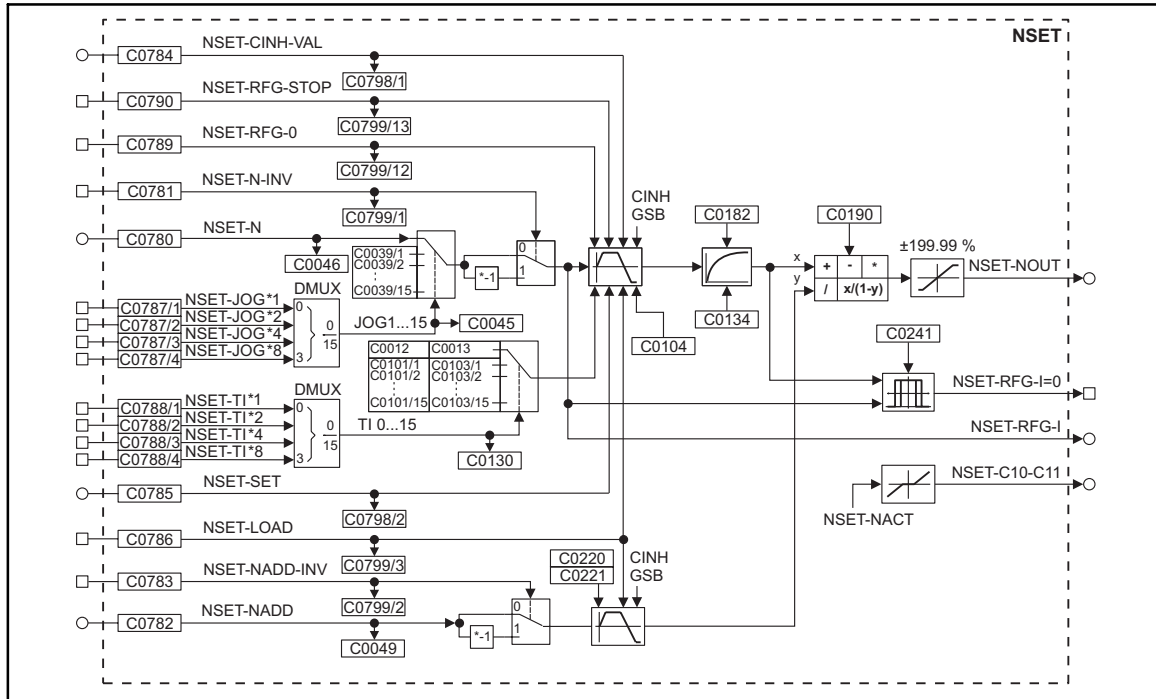 NSET
C0784 NSET-CINH-VAL
C0798/1
C0790 NSET-RFG-STOP
C0799/13
C0789 NSET-RFG-0
C0799/12
C0781 NSET-N-INV
C0799/1
C0780 NSET-N
C0046
C0039/1
C0039/2
C0039/15
*-1
0
1
CINH
GSB
C0182
C0134
C0190
x
y
+ - *
/ x/(1-y)
±199.99 %
NSET-NOUT
C0787/1 NSET-JOG*1
C0787/2 NSET-JOG*2
C0787/3 NSET-JOG*4
C0787/4 NSET-JOG*8
DMUX
0
3
0
15
JOG1...15
C0045
C0104
C0012 C0013
C0101/1 C0103/1
C0101/2 C0103/2
C0101/15 C0103/15
C0241
NSET-RFG-I=0
NSET-RFG-I
C0788/1 NSET-TI*1
C0788/2 NSET-TI*2
C0788/3 NSET-TI*4
C0788/4 NSET-TI*8
DMUX
0
3
0
15
TI 0...15
C0130
NSET-C10-C11
NSET-NACT
C0785 NSET-SET
C0798/2
C0786 NSET-LOAD
C0799/3
C0783 NSET-NADD-INV
C0799/2
C0782 NSET-NADD
C0049
*-1
0
1
C0220
C0221
CINH
GSB